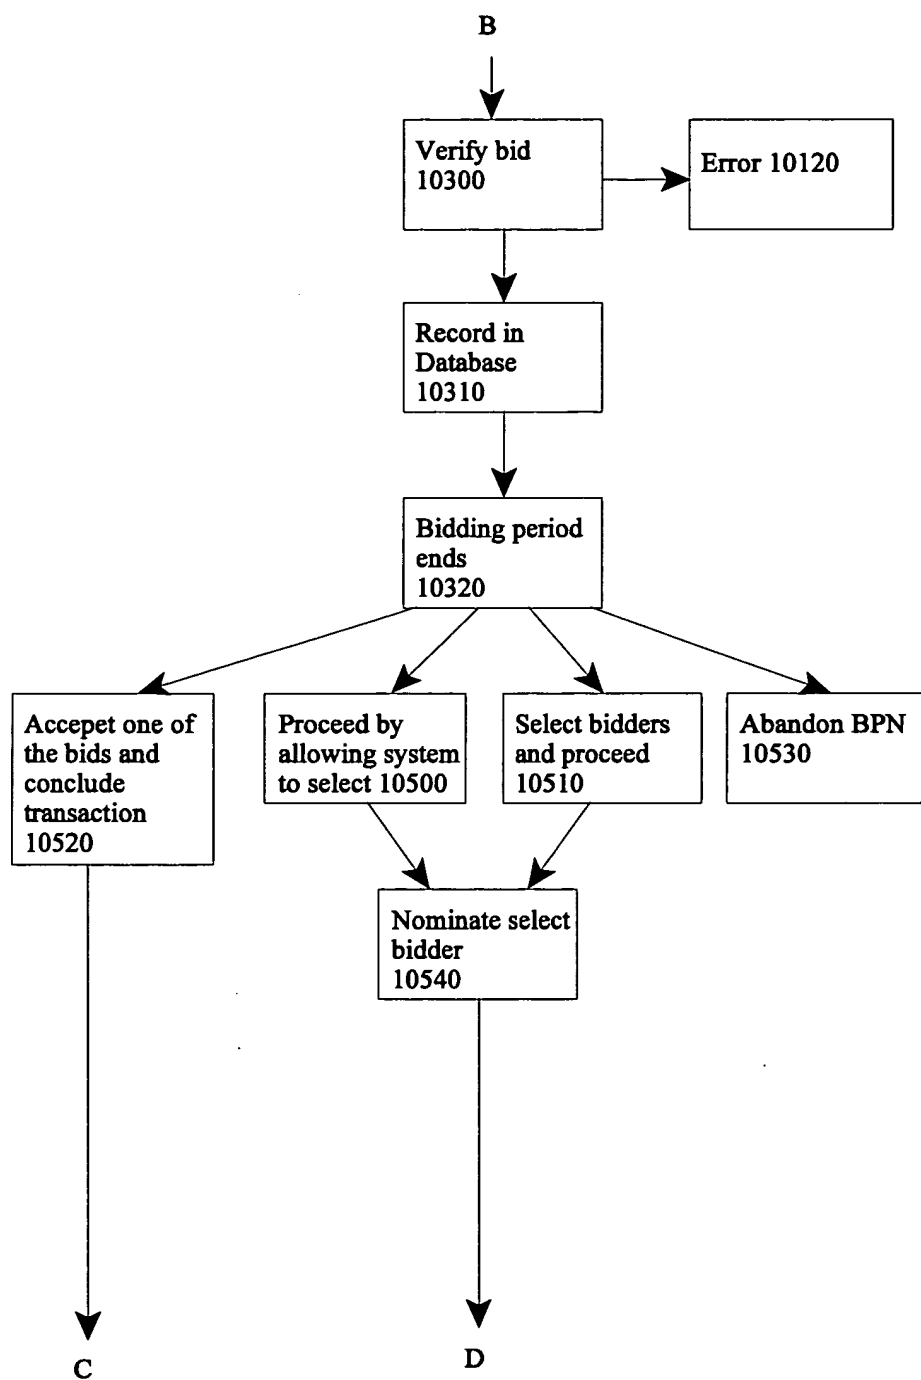 B
Verify bid
10300
Error 10120
Record in
Database
10310
Bidding period
ends
10320
Accepet one of
the bids and
conclude
transaction
10520
Proceed by
allowing system
to select 10500
Select bidders
and proceed
10510
Abandon BPN
10530
Nominate select
bidder
10540
C
D